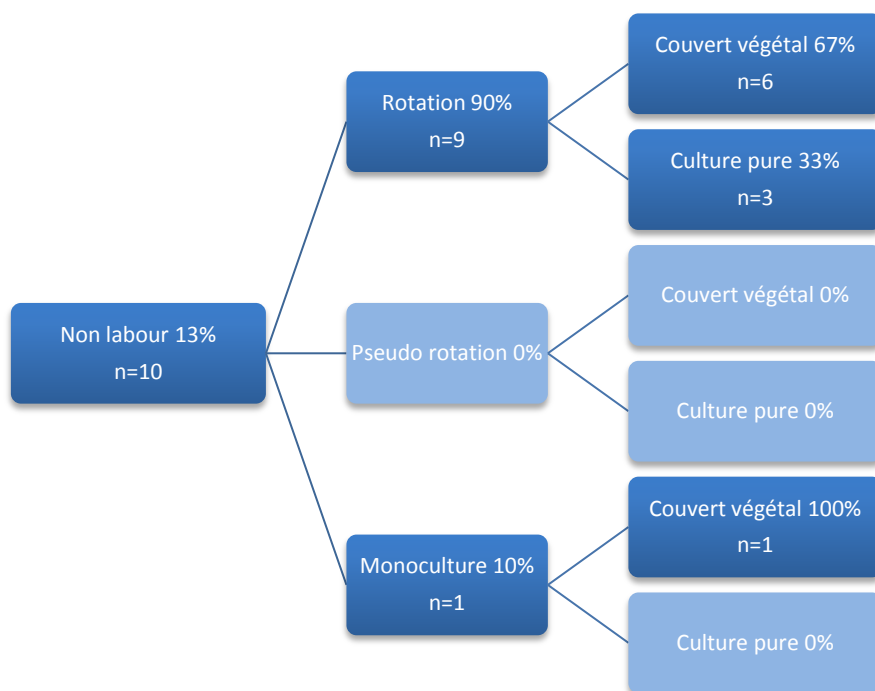 Non labour 13%
n=10
Rotation 90%
n=9
Couvert végétal 67%
n=6
Culture pure 33%
n=3
Pseudo rotation 0%
Couvert végétal 0%
Culture pure 0%
Monoculture 10%
n=1
Couvert végétal 100%
n=1
Culture pure 0%